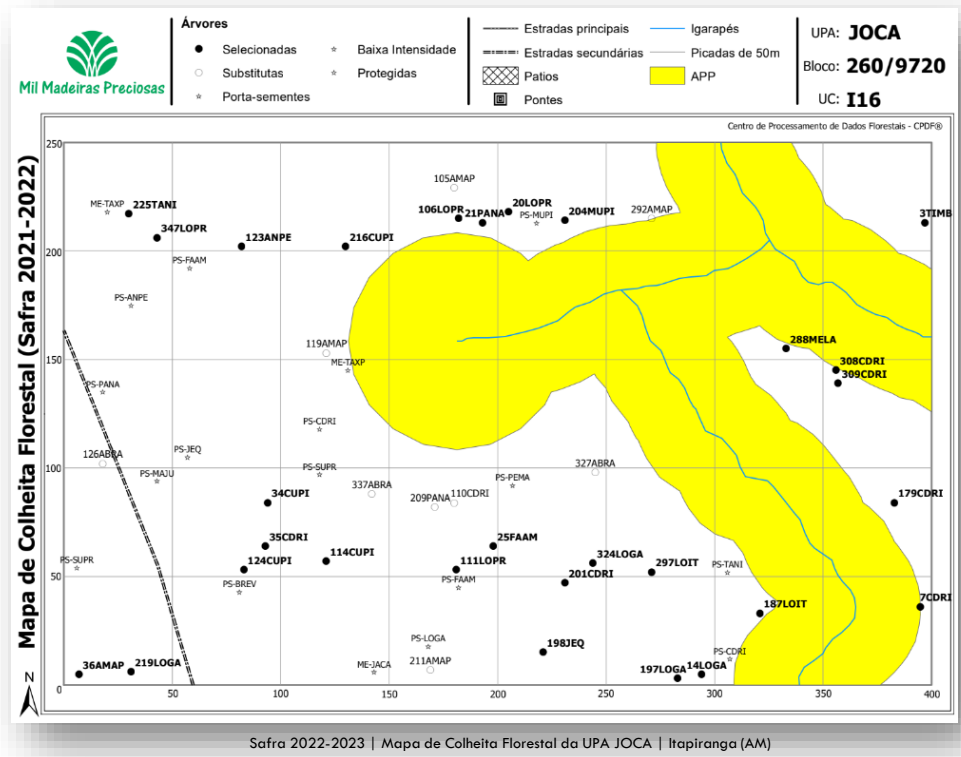 Mil Madeiras Preciosas
Árvores
Selecionadas
Substitutas
Porta-sementes
Baixa Intensidade
Protegidas
Estradas principais
Estradas secundárias
Patios
Pontes
Igarapés
Picadas de 50m
APP
UPA: JOCA
Bloco: 260/9720
UC: I16
Centro de Processamento de Dados Florestais - CPDF®
Mapa de Colheita Florestal (Safra 2021-2022)
N
250
105AMAP
ME-TAXP
225TANI
106LOPR
21PANA
20LOPR
PS-MUPI
204MUPI
292AMAP
3TIMB
347LOPR
123ANPE
216CUPI
200
PS-FAAM
PS-ANPE
119AMAP
288MELA
150
ME-TAXP
308CDRI
309CDRI
PS-PANA
PS-CDRI
PS-JEQ
126ABRA
PS-MAJU
PS-SUPR
327ABRA
100
337ABRA
PS-PEMA
209PANA
110CDRI
34CUPI
179CDRI
35CDRI
25FAAM
124CUPI
114CUPI
111LOPR
324LOGA
297LOIT
PS-SUPR
50
PS-BREV
PS-FAAM
201CDRI
PS-TANI
187LOIT
7CDRI
PS-LOGA
198JEQ
PS-CDRI
36AMAP
219LOGA
ME-JACA
211AMAP
197LOGA
14LOGA
0
50
100
150
200
250
300
350
400
Safra 2022-2023 | Mapa de Colheita Florestal da UPA JOCA | Itapiranga (AM)